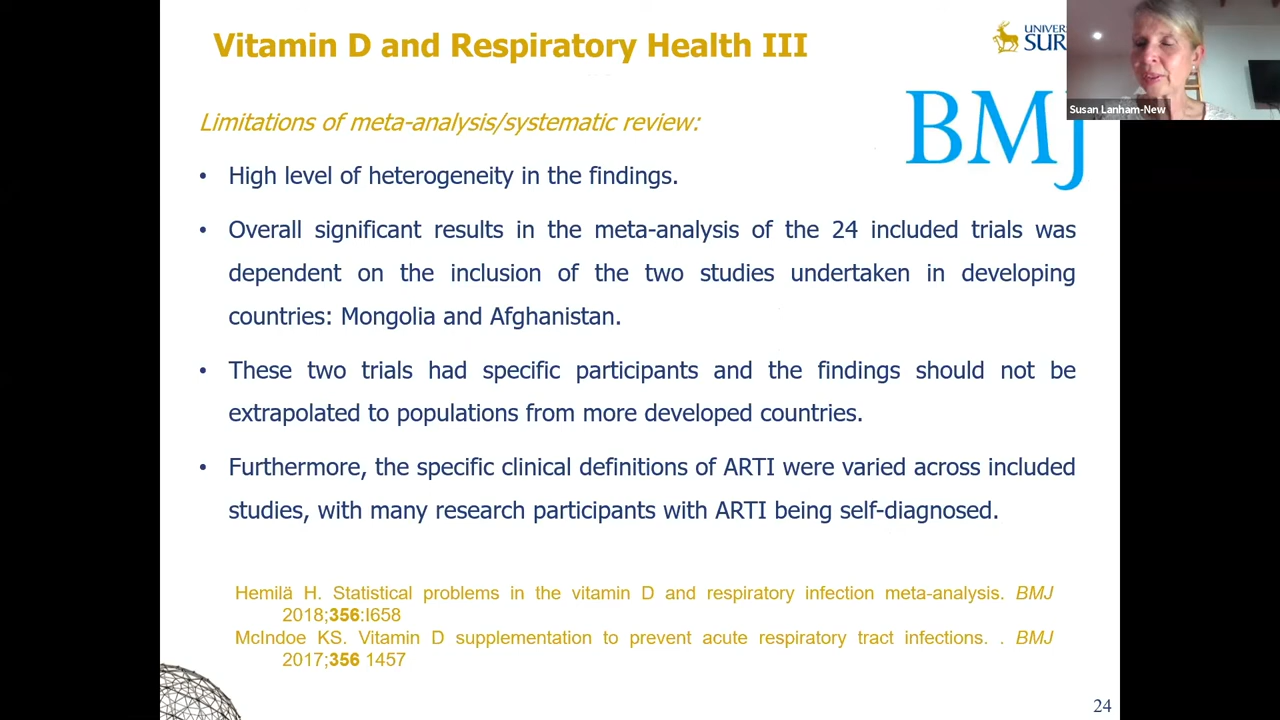 Vitamin D and Respiratory Health III
UNIVER
SUR
Susan Lanham-New
BMJ
Limitations of meta-analysis/systematic review:
• High level of heterogeneity in the findings.
• Overall significant results in the meta-analysis of the 24 included trials was
dependent on the inclusion of the two studies undertaken in developing
countries: Mongolia and Afghanistan.
• These two trials had specific participants and the findings should not be
extrapolated to populations from more developed countries.
• Furthermore, the specific clinical definitions of ARTI were varied across included
studies, with many research participants with ARTI being self-diagnosed.
Hemilä H. Statistical problems in the vitamin D and respiratory infection meta-analysis. BMJ
2018;356:I658
McIndoe KS. Vitamin D supplementation to prevent acute respiratory tract infections. . BMJ
2017;356 1457
24